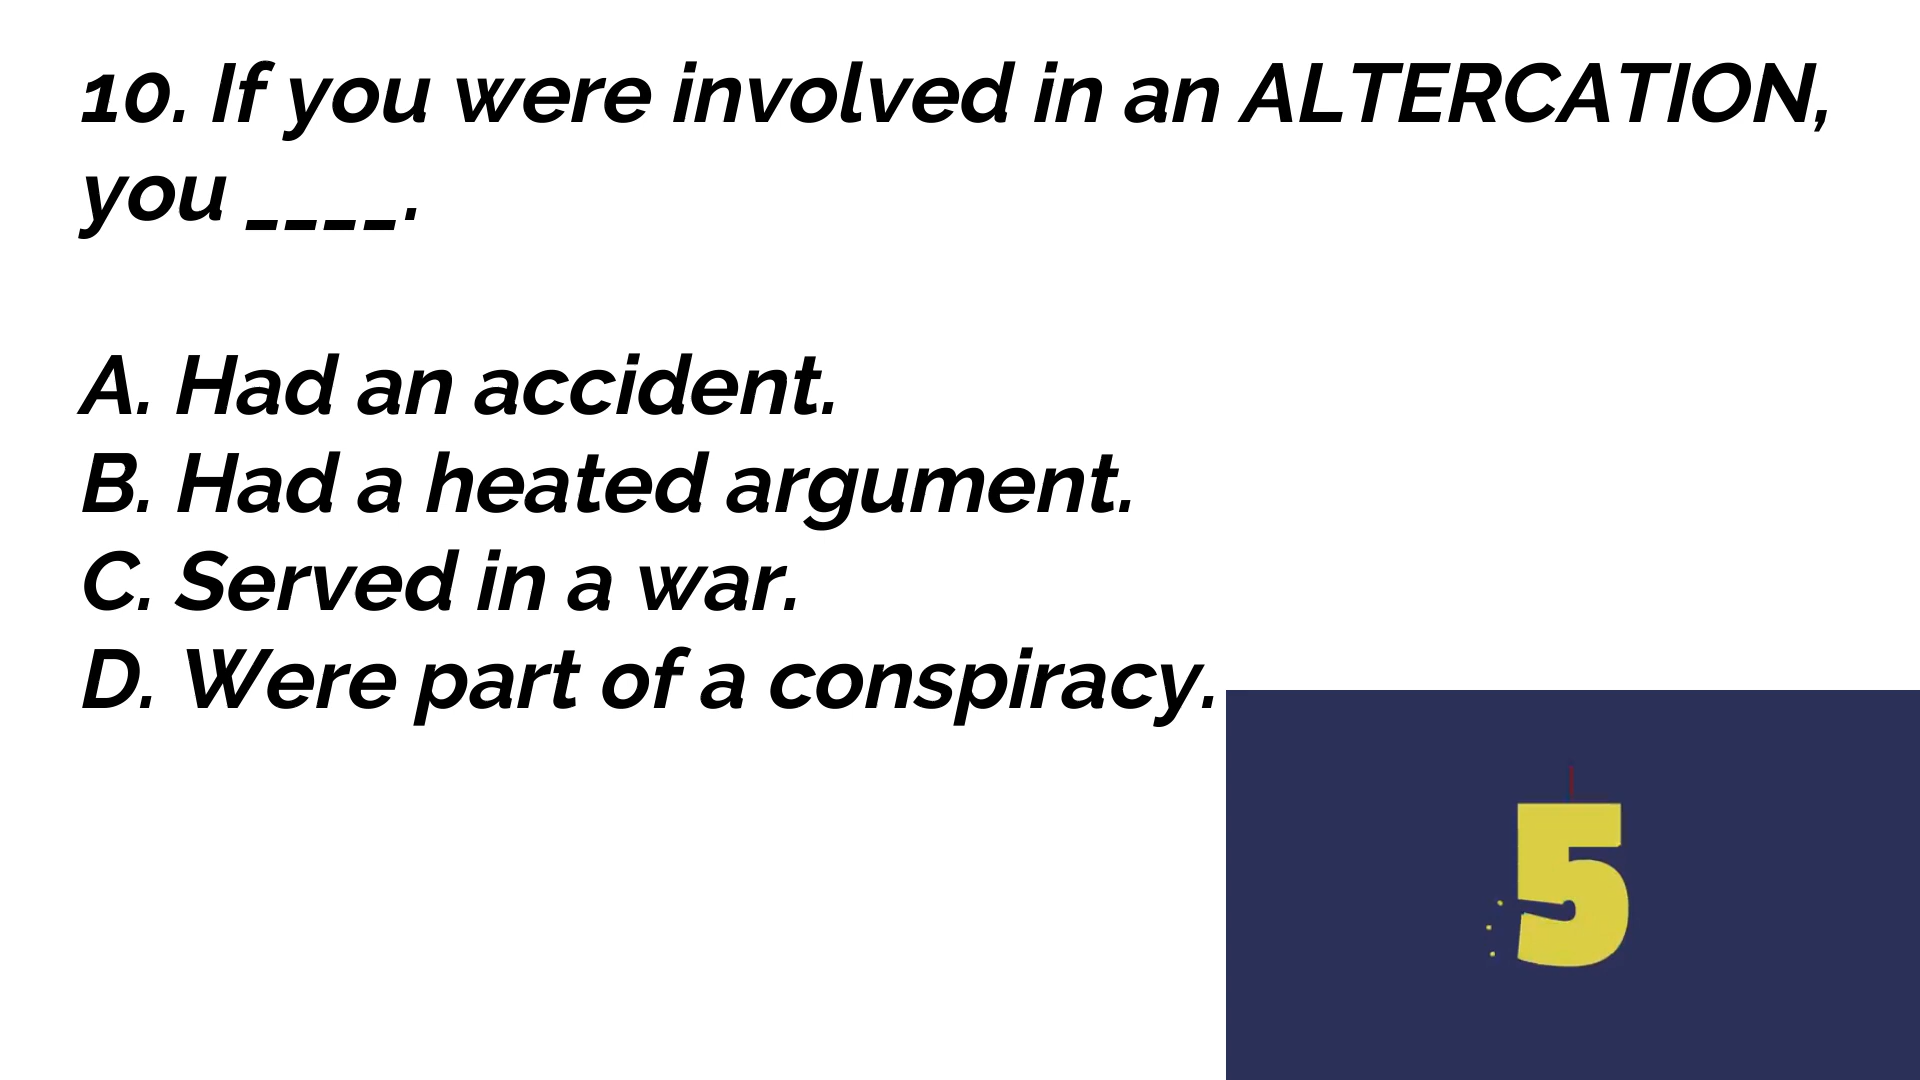 10. If you were involved in an ALTERCATION,
you ____.
A. Had an accident.
B. Had a heated argument.
C. Served in a war.
D. Were part of a conspiracy.
5